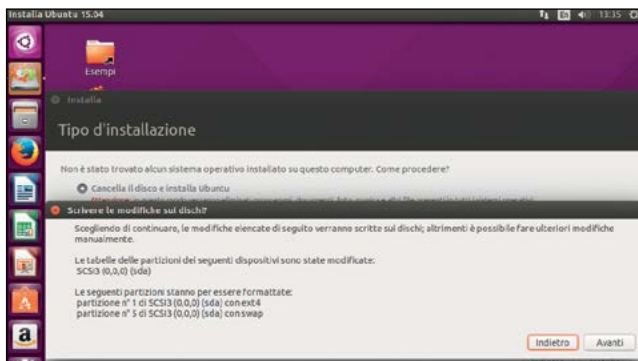 Installa Ubuntu 15.04
En
13:35
Esempi
Installa
Tipo d'installazione
Non è stato trovato alcun sistema operativo installato su questo computer. Come procedere?
Cancella il disco e installa Ubuntu
Scrivere le modifiche sui dischi?
Scegliendo di continuare, le modifiche elencate di seguito verranno scritte sui dischi; altrimenti è possibile fare ulteriori modifiche
manualmente.
Le tabelle delle partizioni dei seguenti dispositivi sono state modificate:
SCSI3 (0,0,0) (sda)
Le seguenti partizioni stanno per essere formattate:
partizione n° 1 di SCSI3 (0,0,0) (sda) con ext4
partizione n° 5 di SCSI3 (0,0,0) (sda) con swap
Indietro
Avanti